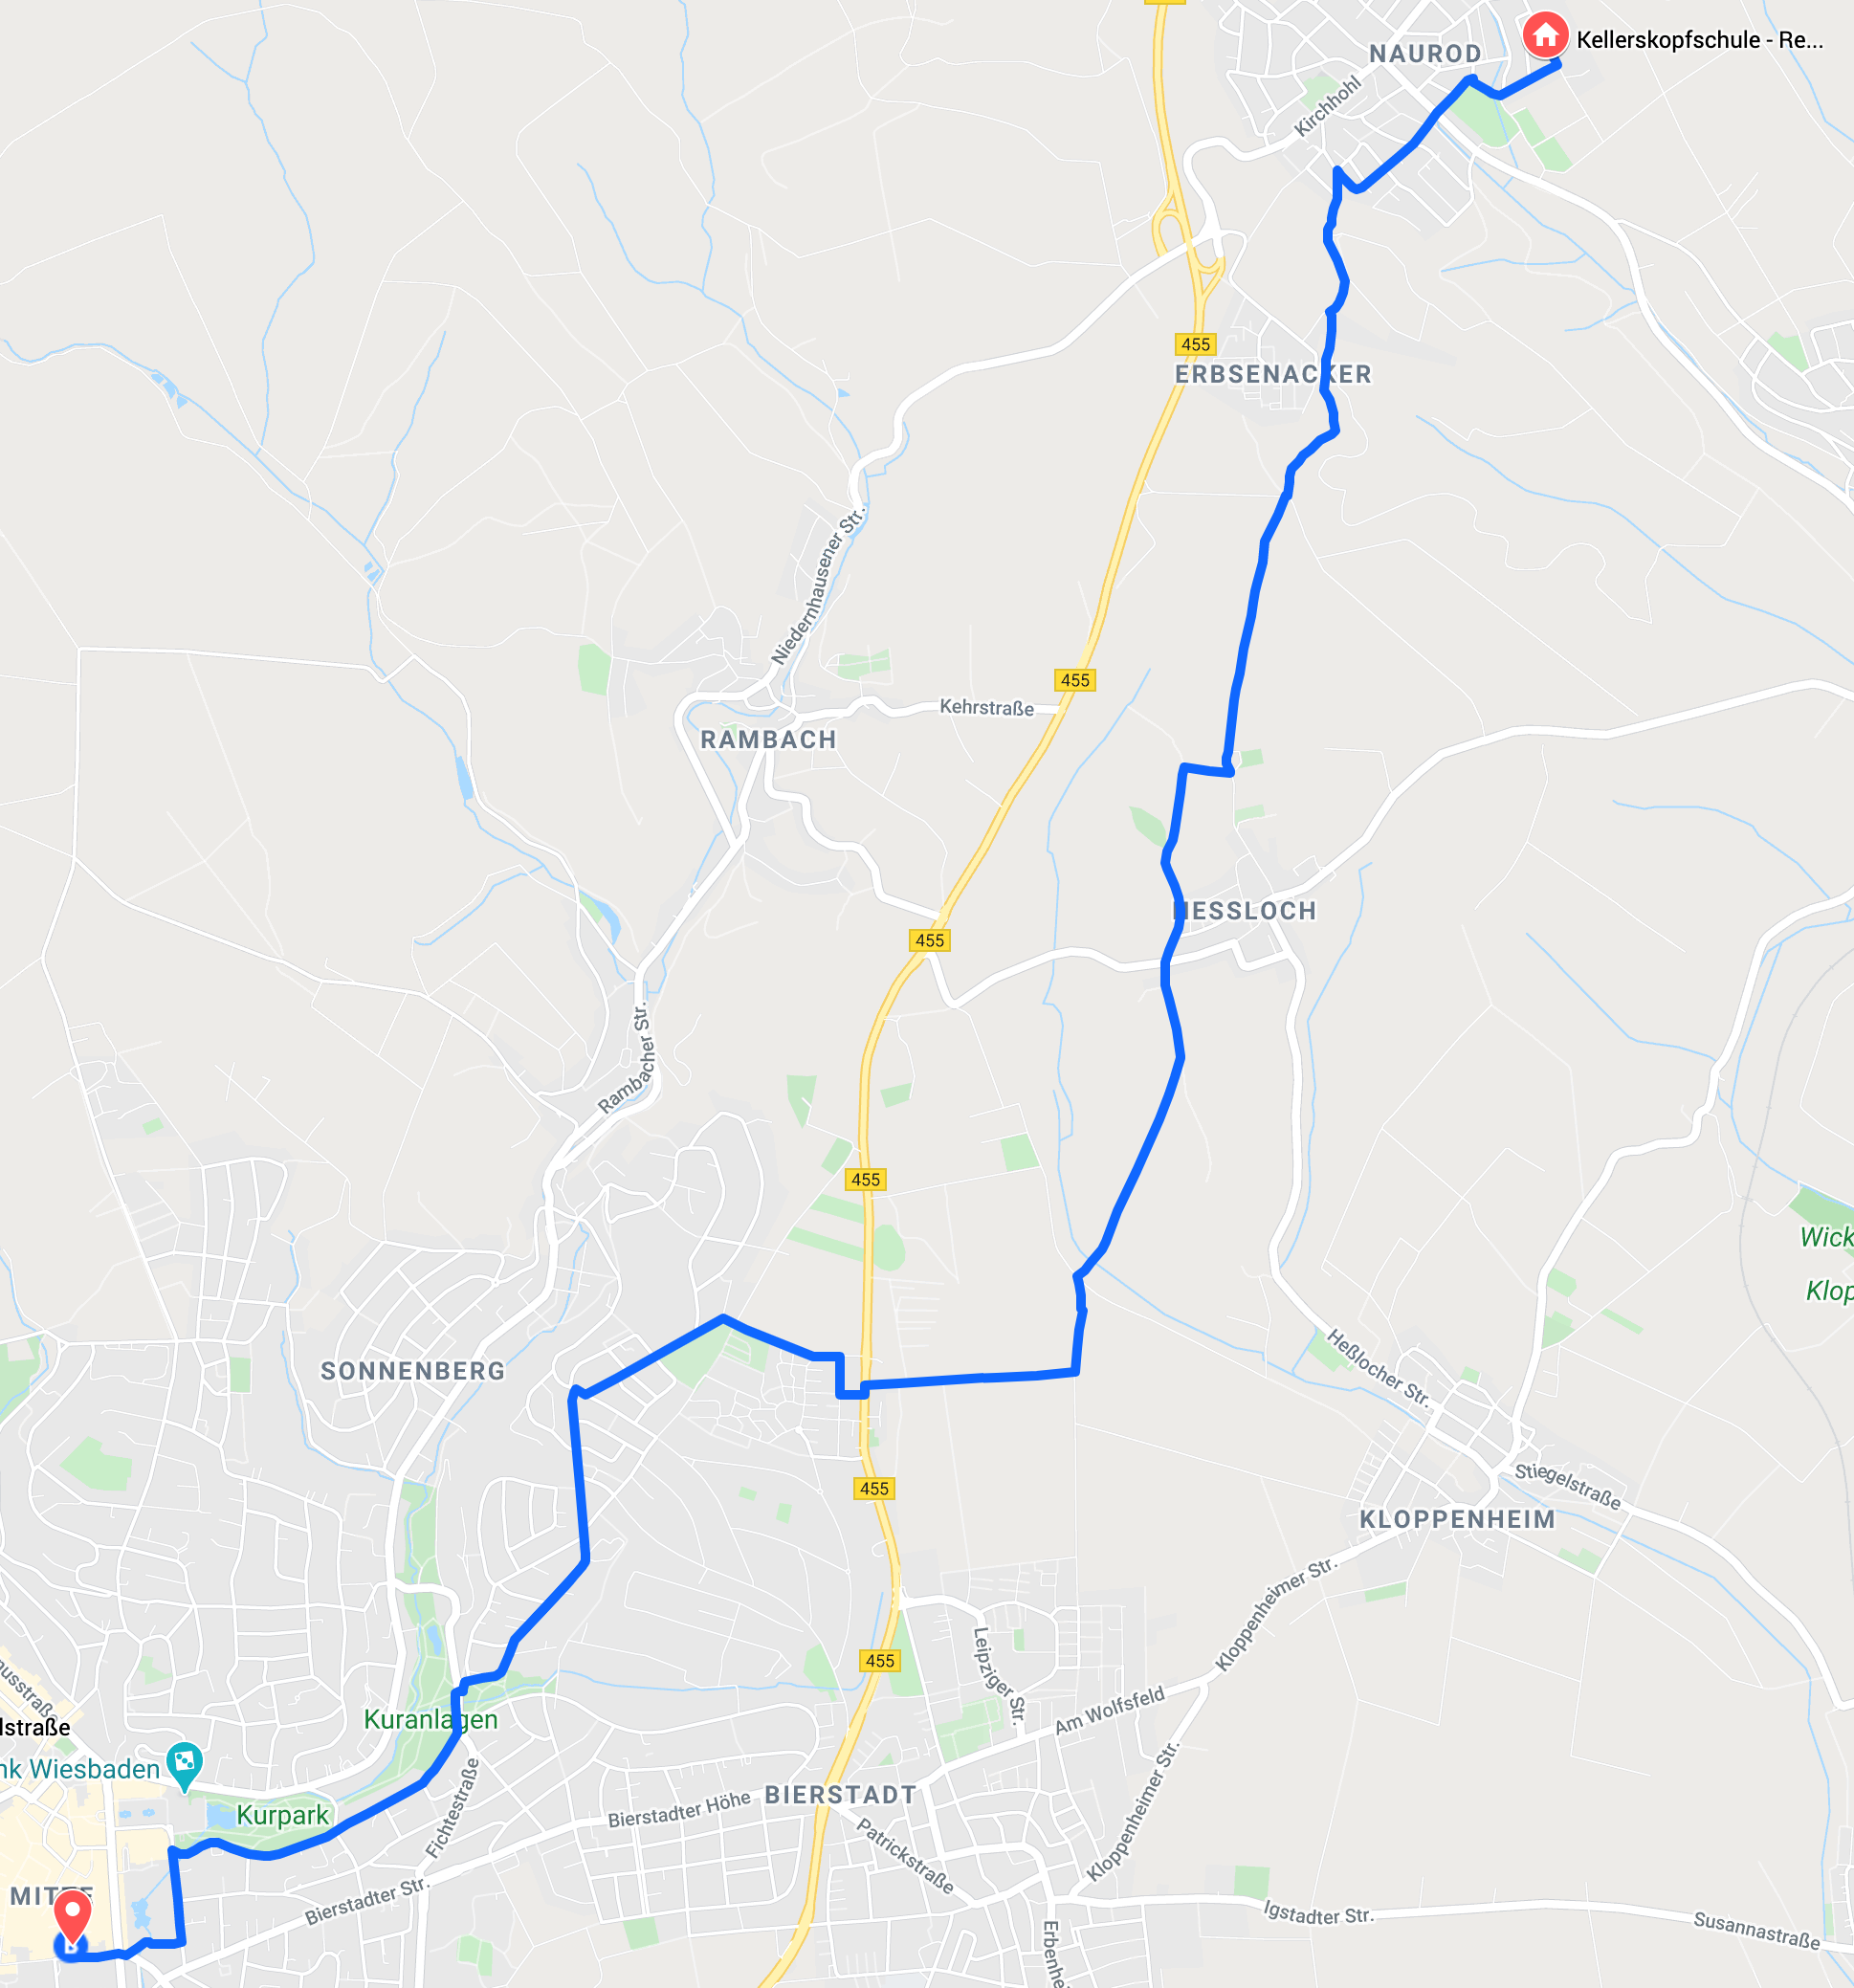 Kellerskopfschule - Re...
NAUROD
Kirchhohl
455
ERBSENACKER
Niedernhausener Str.
455
Kehrstraße
RAMBACH
HESSLOCH
455
Rambacher Str.
455
Wick
Klop
Heßlocher Str.
SONNENBERG
Stiegelstraße
455
KLOPPENHEIM
Kloppenheimer Str.
Leipziger Str.
455
nusstraße
Am Wolfsfeld
Kuranlagen
lstraße
nk Wiesbaden
Fichtestraße
Kloppenheimer Str.
BIERSTADT
Bierstadter Höhe
Kurpark
Patrickstraße
MITTE
Bierstadter Str.
Igstadter Str.
Susannastraße
Erbenhe
B